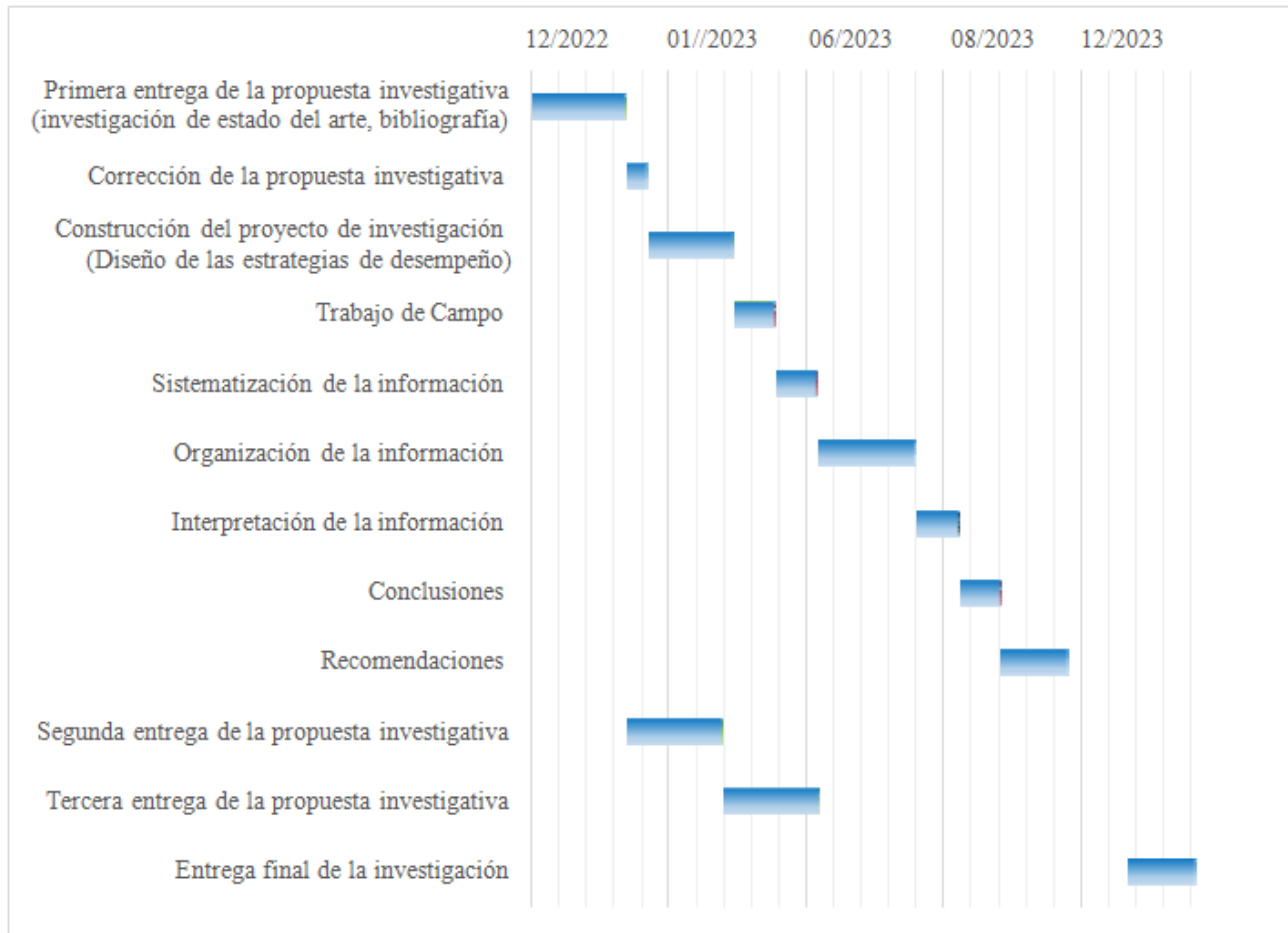 12/2022 01//2023 06/2023 08/2023 12/2023
Primera entrega de la propuesta investigativa
(investigación de estado del arte, bibliografía)
Corrección de la propuesta investigativa
Construcción del proyecto de investigación
(Diseño de las estrategias de desempeño)
Trabajo de Campo
Sistematización de la información
Organización de la información
Interpretación de la información
Conclusiones
Recomendaciones
Segunda entrega de la propuesta investigativa
Tercera entrega de la propuesta investigativa
Entrega final de la investigación